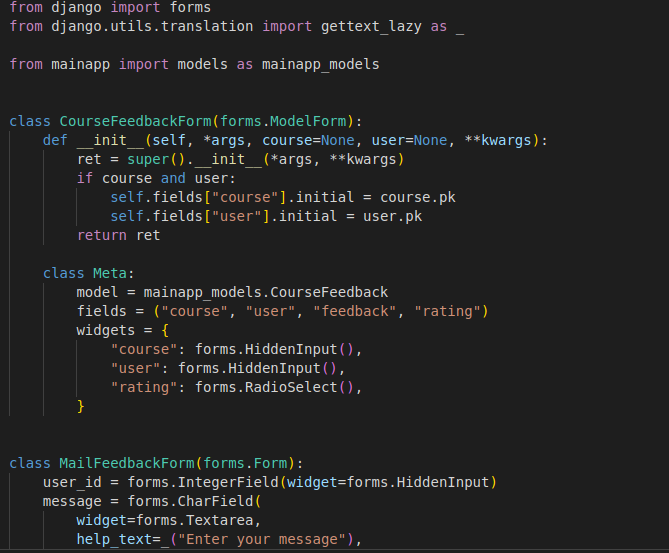 from django import forms
from django.utils.translation import gettext_lazy as _

from mainapp import models as mainapp_models


class CourseFeedbackForm(forms.ModelForm):
    def __init__(self, *args, course=None, user=None, **kwargs):
        ret = super().__init__(*args, **kwargs)
        if course and user:
            self.fields["course"].initial = course.pk
            self.fields["user"].initial = user.pk
        return ret

    class Meta:
        model = mainapp_models.CourseFeedback
        fields = ("course", "user", "feedback", "rating")
        widgets = {
            "course": forms.HiddenInput(),
            "user": forms.HiddenInput(),
            "rating": forms.RadioSelect(),
        }


class MailFeedbackForm(forms.Form):
    user_id = forms.IntegerField(widget=forms.HiddenInput)
    message = forms.CharField(
        widget=forms.Textarea,
        help_text=_("Enter your message"),